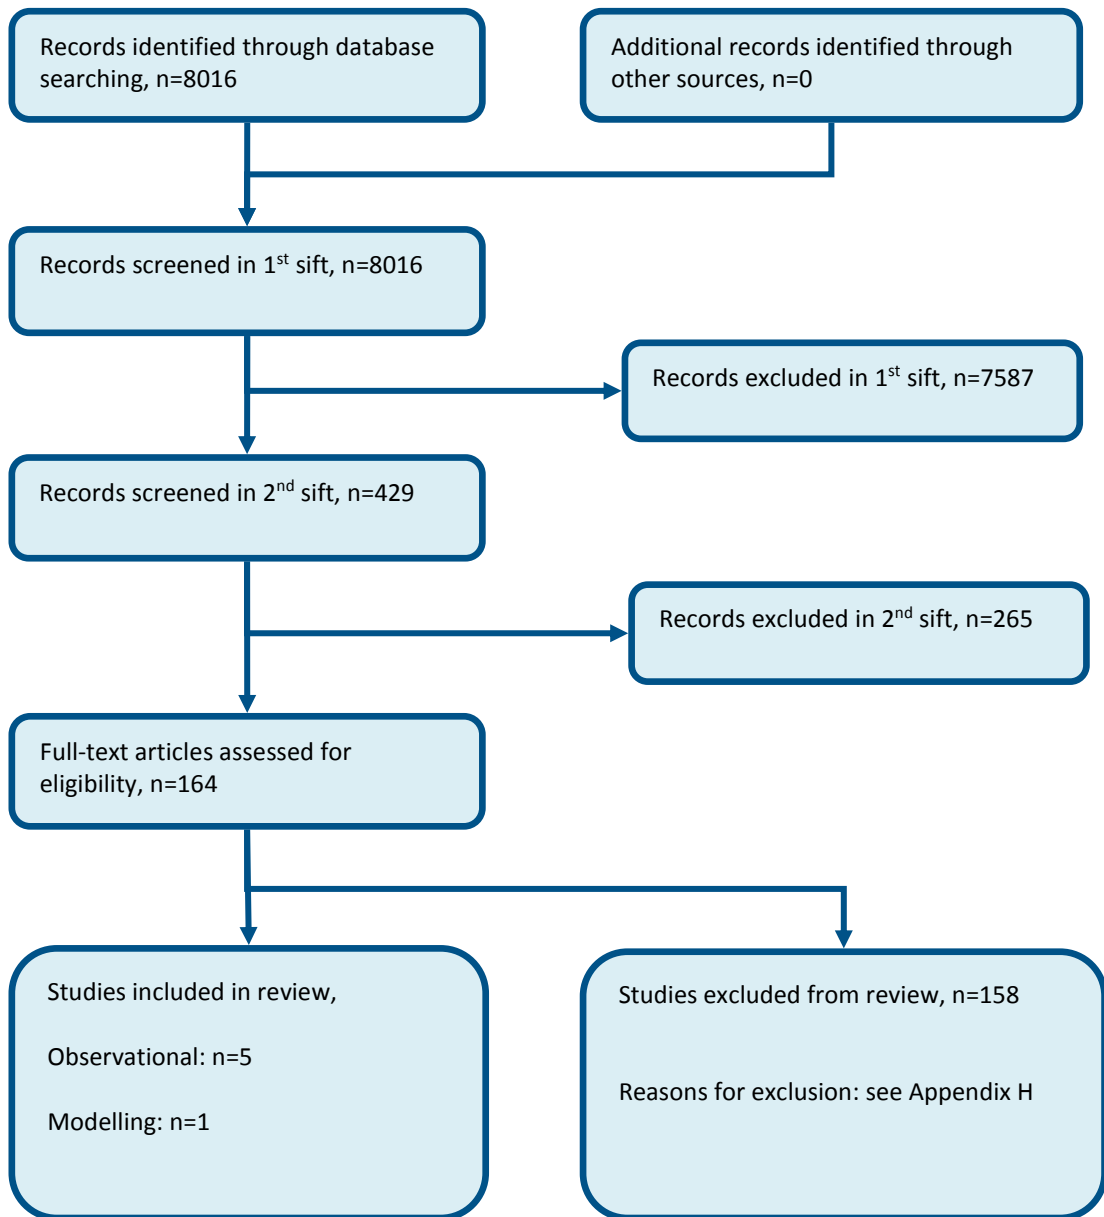 Records identified through database
searching, n=8016
Additional records identified through
other sources, n=0
Records screened in 1st sift, n=8016
Records excluded in 1st sift, n=7587
Records screened in 2nd sift, n=429
Records excluded in 2nd sift, n=265
Full-text articles assessed for
eligibility, n=164
Studies included in review,
Observational: n=5
Modelling: n=1
Studies excluded from review, n=158
Reasons for exclusion: see Appendix H